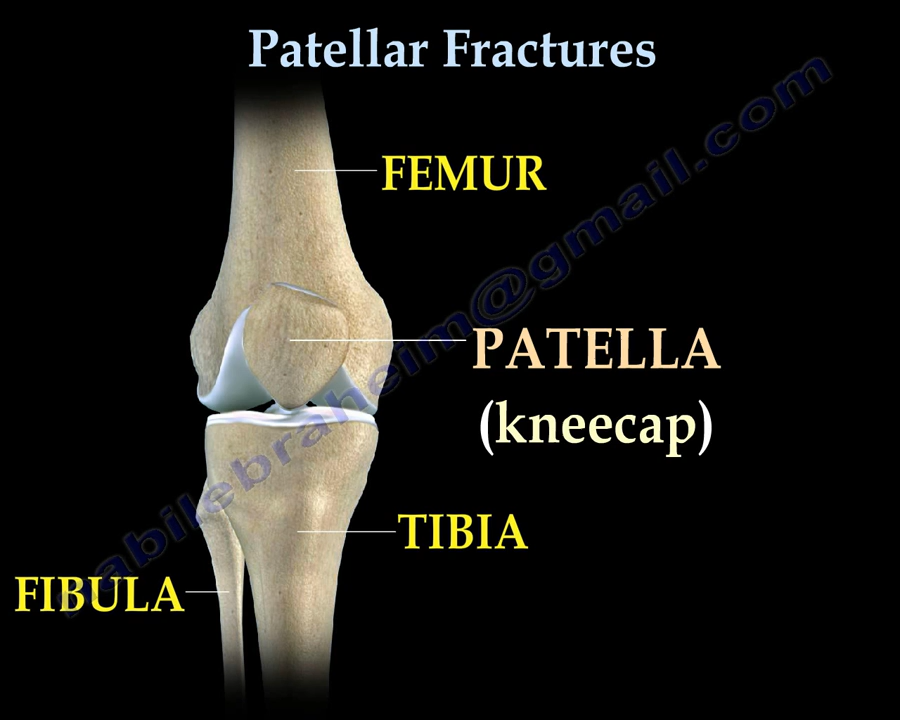 Patellar Fractures
FEMUR
PATELLA
(kneecap)
TIBIA
FIBULA
nabilebraheim@gmail.com